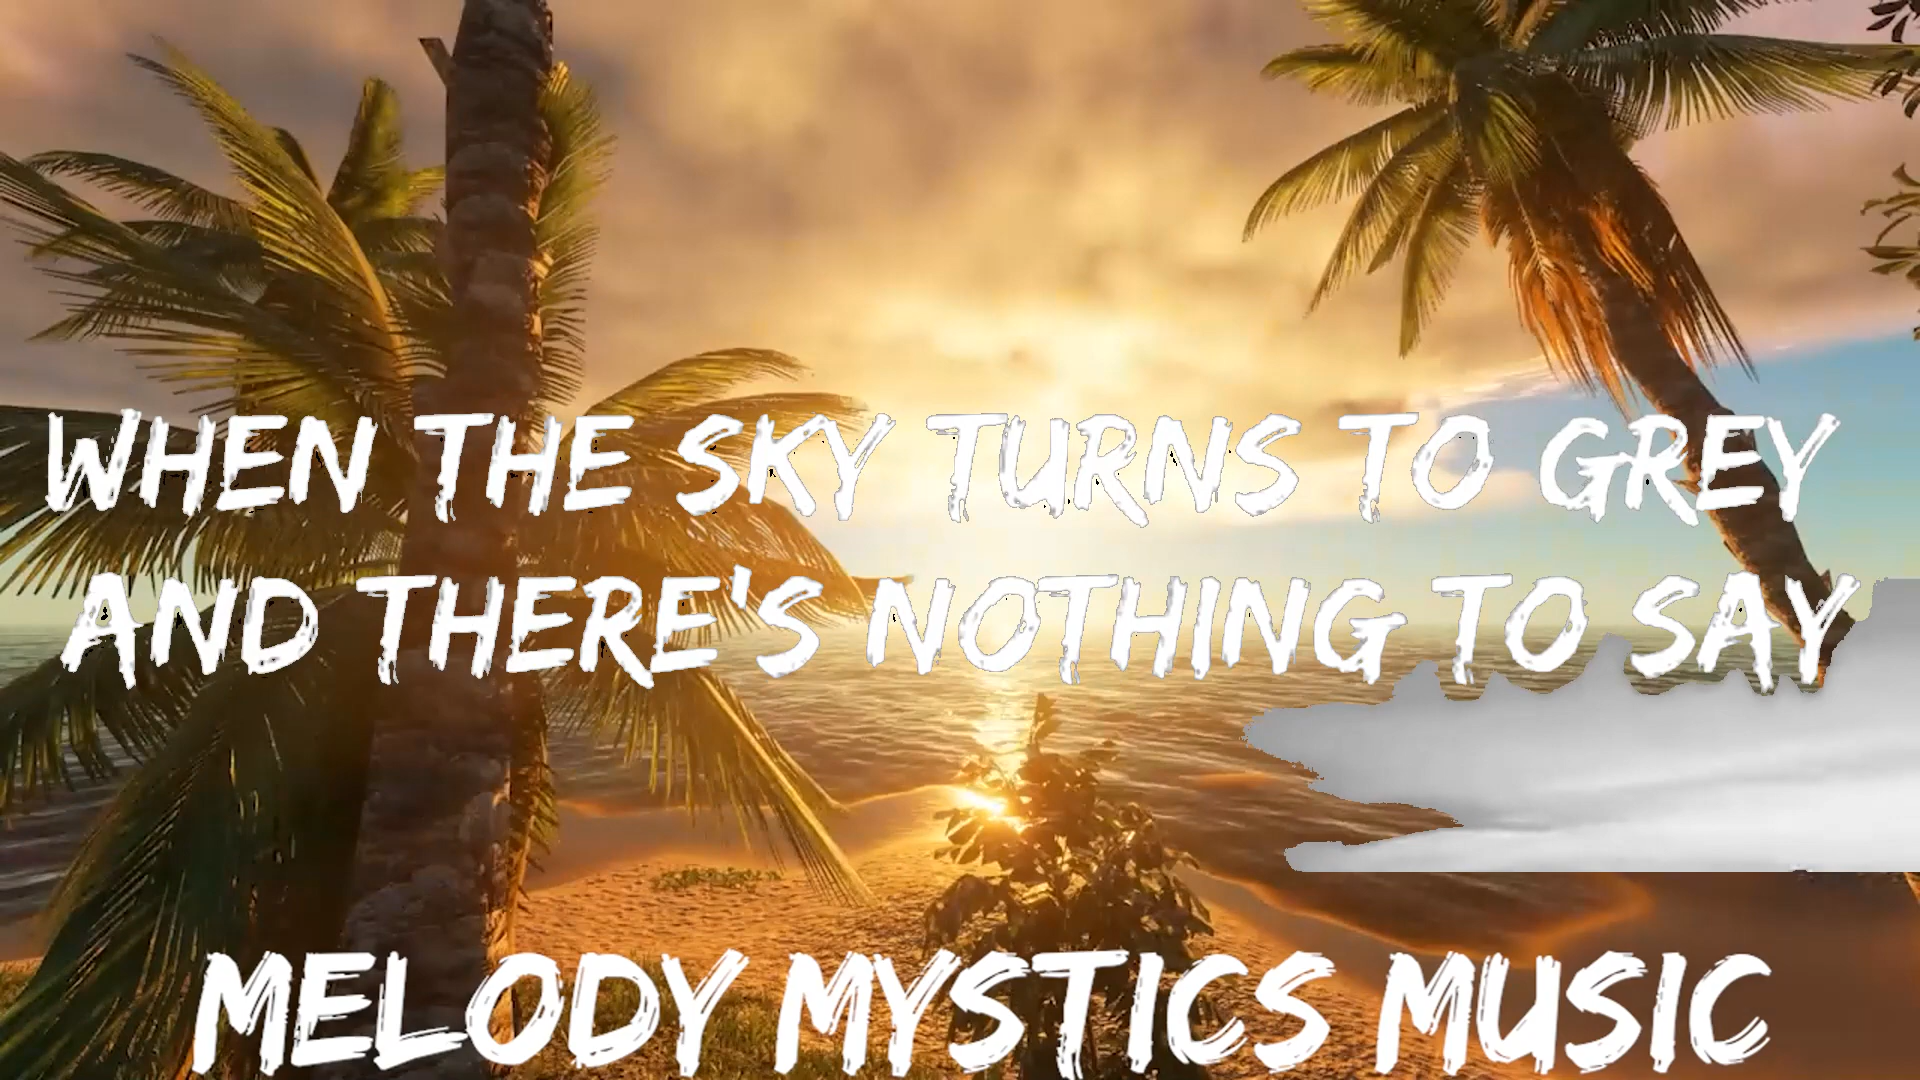 WHEN THE SKY TURNS TO GREY
AND THERE'S NOTHING TO SAY
MELODY MYSTICS MUSIC